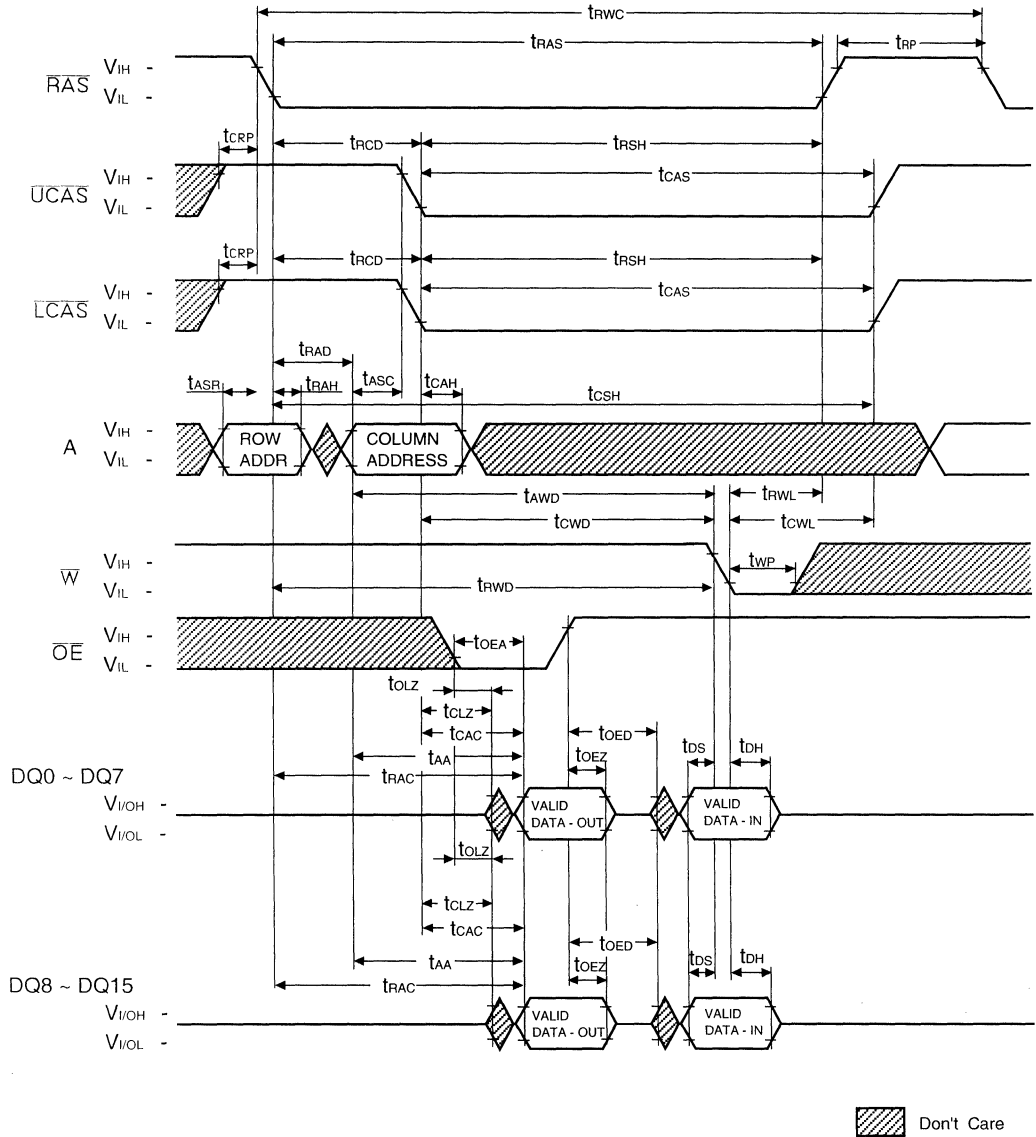 tRWC
tRAS
tRP
RAS VIH -
VIL -
tCRP
tRCD
tRSH
UCAS VIH -
VIL -
tCAS
tCRP
tRCD
tRSH
LCAS VIH -
VIL -
tCAS
tRAD
tASR
tRAH
tASC
tCAH
tCSH
A VIH -
VIL -
ROW
ADDR
COLUMN
ADDRESS
tAWD
tRWL
tCWD
tCWL
W VIH -
VIL -
tWP
tRWD
OE VIH -
VIL -
tOEA
tOLZ
tCLZ
tCAC
tOED
tAA
tOEZ
tDS
tDH
tRAC
DQ0 ~ DQ7
VI/OH -
VI/OL -
VALID
DATA - OUT
VALID
DATA - IN
tOLZ
tCLZ
tCAC
tOED
tAA
tOEZ
tDS
tDH
tRAC
DQ8 ~ DQ15
VI/OH -
VI/OL -
VALID
DATA - OUT
VALID
DATA - IN
Don't Care